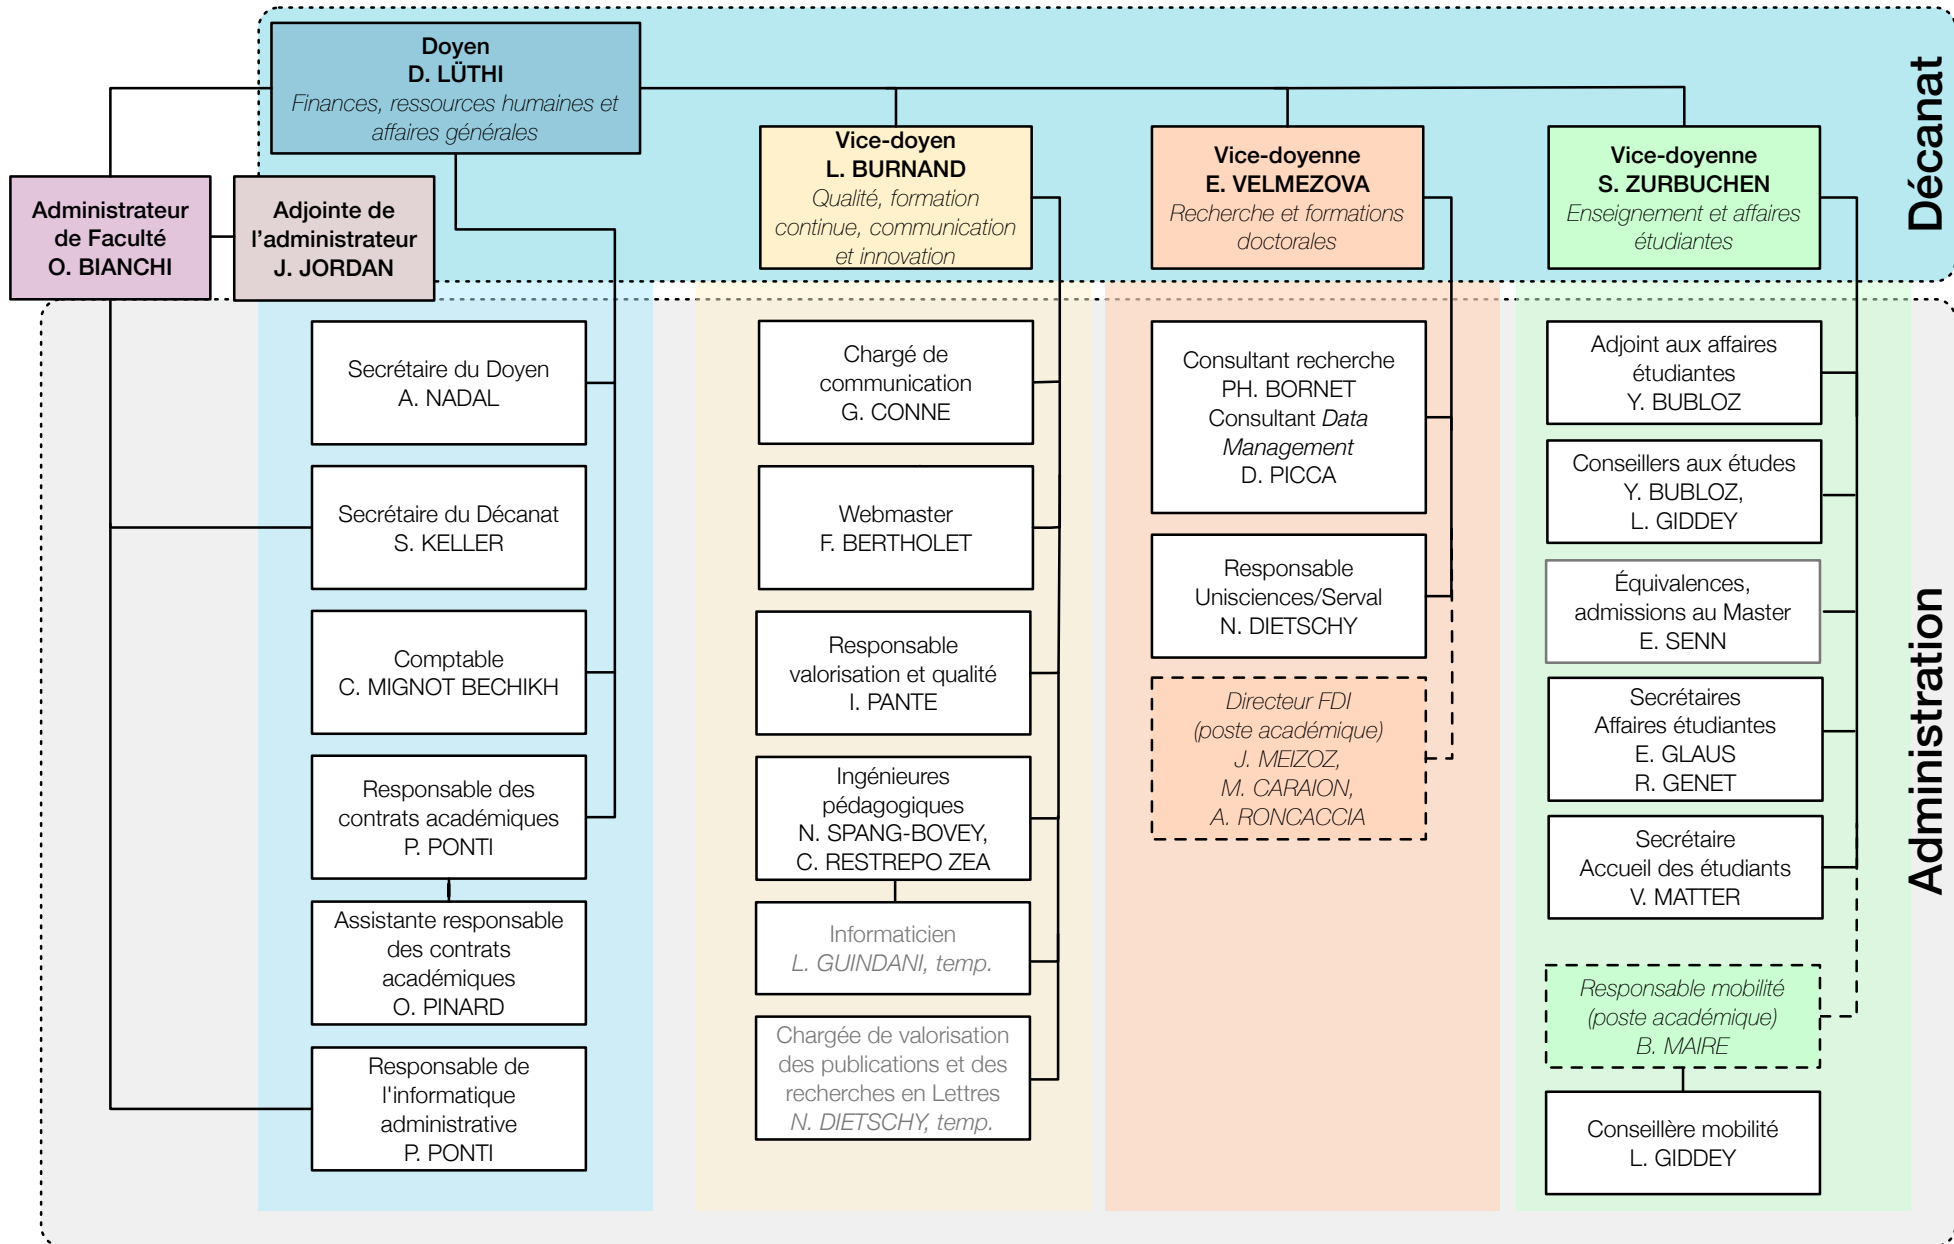 Doyen
D. LÜTHI
Finances, ressources humaines et
affaires générales
Décanat
Administrateur
de Faculté
O. BIANCHI
Adjointe de
l’administrateur
J. JORDAN
Vice-doyen
L. BURNAND
Qualité, formation
continue, communication
et innovation
Vice-doyenne
E. VELMEZOVA
Recherche et formations
doctorales
Vice-doyenne
S. ZURBUCHEN
Enseignement et affaires
étudiantes
Administration
Secrétaire du Doyen
A. NADAL
Secrétaire du Décanat
S. KELLER
Comptable
C. MIGNOT BECHIKH
Responsable des
contrats académiques
P. PONTI
Assistante responsable
des contrats
académiques
O. PINARD
Responsable de
l'informatique
administrative
P. PONTI
Chargé de
communication
G. CONNE
Webmaster
F. BERTHOLET
Responsable
valorisation et qualité
I. PANTE
Ingénieures
pédagogiques
N. SPANG-BOVEY,
C. RESTREPO ZEA
Informaticien
L. GUINDANI, temp.
Chargée de valorisation
des publications et des
recherches en Lettres
N. DIETSCHY, temp.
Consultant recherche
PH. BORNET
Consultant Data
Management
D. PICCA
Responsable
Unisciences/Serval
N. DIETSCHY
Directeur FDI
(poste académique)
J. MEIZOZ,
M. CARAION,
A. RONCACCIA
Adjoint aux affaires
étudiantes
Y. BUBLOZ
Conseillers aux études
Y. BUBLOZ,
L. GIDDEY
Équivalences,
admissions au Master
E. SENN
Secrétaires
Affaires étudiantes
E. GLAUS
R. GENET
Secrétaire
Accueil des étudiants
V. MATTER
Responsable mobilité
(poste académique)
B. MAIRE
Conseillère mobilité
L. GIDDEY